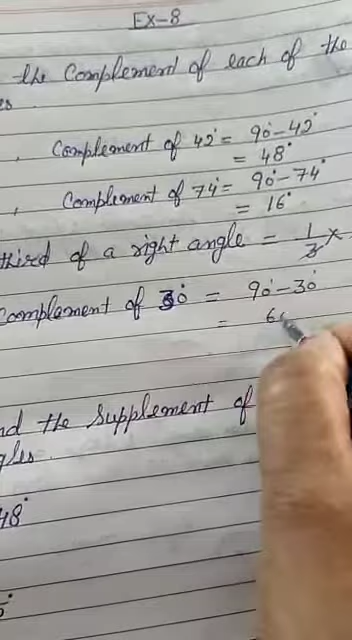 Ex-8
the Complement of each of the
Complement of 42° = 90° - 42°
= 48°
Complement of 74° = 90° - 74°
= 16°
third of a right angle = 1/3 ×
Complement of 30° = 90° - 30°
= 6
the supplement of
48°